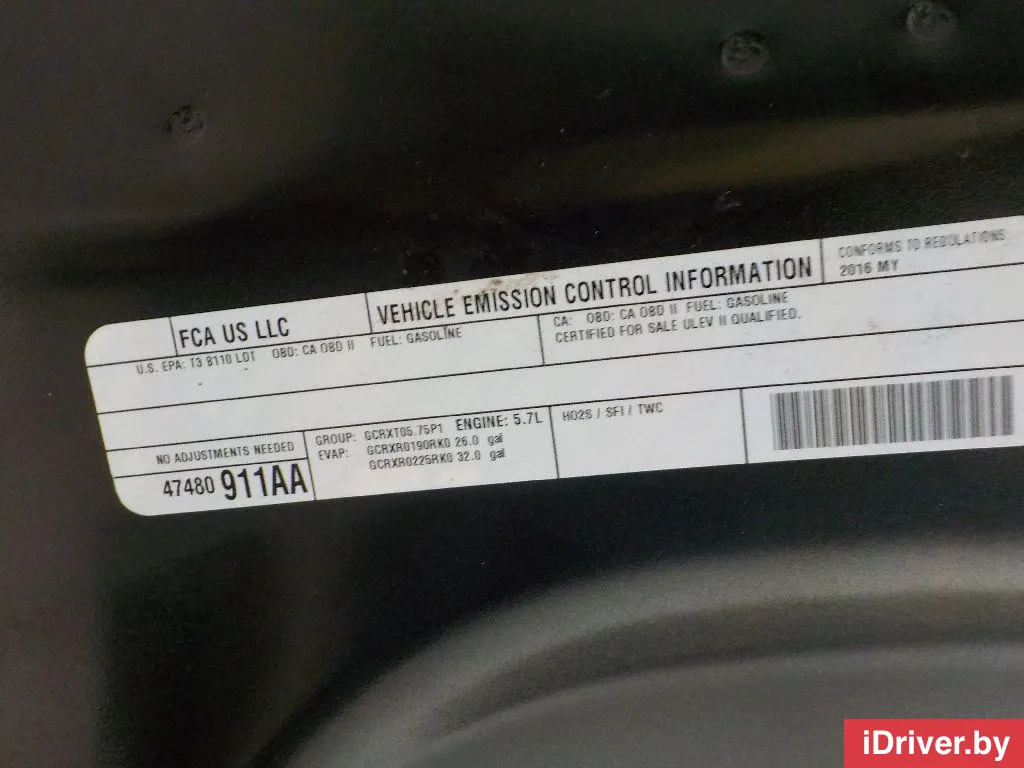 FCA US LLC
VEHICLE EMISSION CONTROL INFORMATION
CONFORMS TO REGULATIONS:
2016 MY
U.S. EPA: T3 B110 LDT OBD: CA OBD II FUEL: GASOLINE
CA: OBD: CA OBD II FUEL: GASOLINE
CERTIFIED FOR SALE ULEV II QUALIFIED.
NO ADJUSTMENTS NEEDED
47480 911AA
GROUP: GCRXT05.75P1 ENGINE: 5.7L
EVAP: GCRXR0190RK0 26.0 gal
GCRXR0225RK0 32.0 gal
HO2S / SFI / TWC
iDriver.by